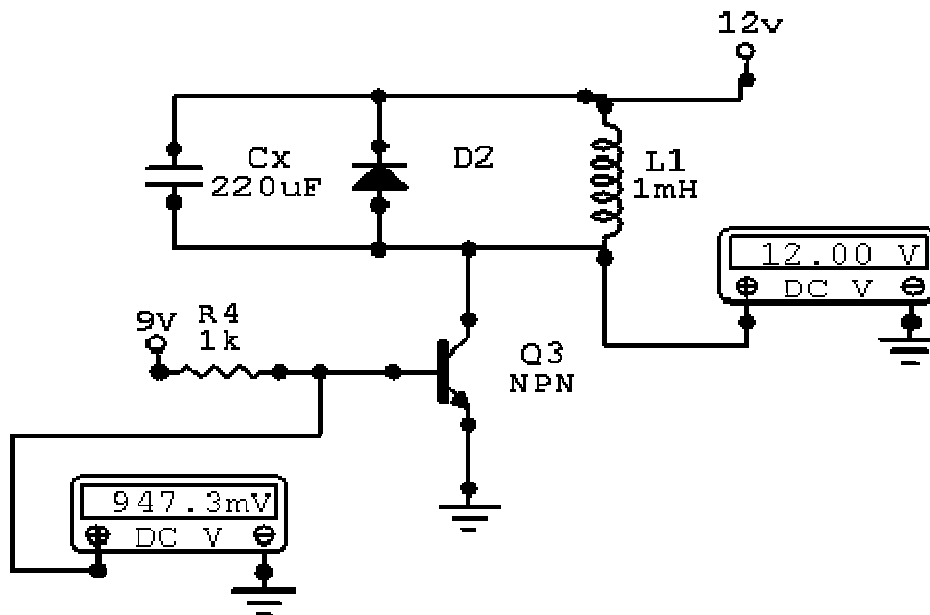 12v
Cx
220uF
D2
L1
1mH
12.00 V
DC V
9V
R4
1k
Q3
NPN
947.3mV
DC V